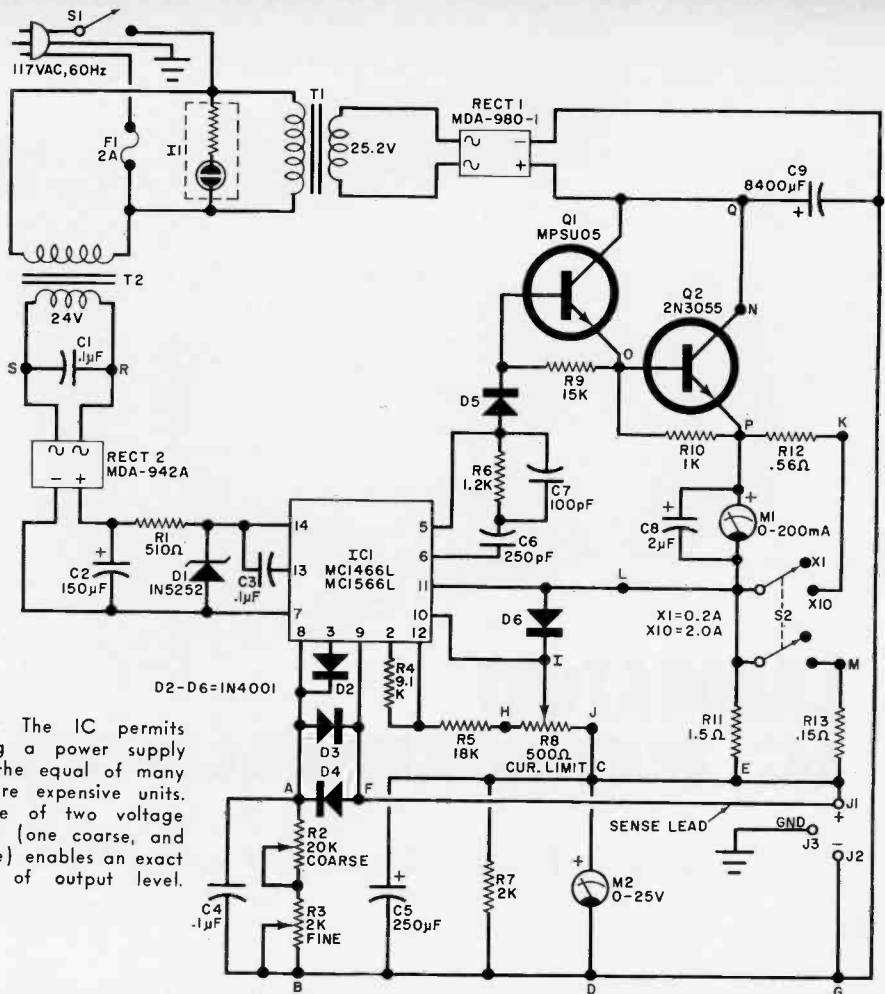 S1
117VAC, 60Hz
F1
2A
I1
T1
25.2V
RECT 1
MDA-980-1
C9
8400µF
+
Q
Q1
MPSU05
Q2
2N3055
N
T2
24V
C1
.1µF
S
R
O
R9
15K
D5
P
K
R10
1K
R12
.56Ω
RECT 2
MDA-942A
R6
1.2K
C7
100pF
C6
250pF
+
C8
2µF
+
M1
0-200mA
+
C2
150µF
R1
510Ω
D1
1N5252
C3
.1µF
14
13
7
IC1
MC1466L
MC1566L
5
6
11
10
8
3
9
2
12
L
X1
X10
X1=0.2A
X10=2.0A
S2
D6
I
M
D2-D6=1N4001
D2
R4
9.1
K
D3
D4
R5
18K
H
J
R8
500Ω
CUR. LIMIT
C
R11
1.5Ω
R13
.15Ω
E
A
F
SENSE LEAD
J1
+
GND
J3
−
J2
R2
20K
COARSE
R3
2K
FINE
C4
.1µF
+
C5
250µF
R7
2K
+
M2
0-25V
B
D
G
The IC permits
g a power supply
the equal of many
re expensive units.
e of two voltage
(one coarse, and
e) enables an exact
of output level.